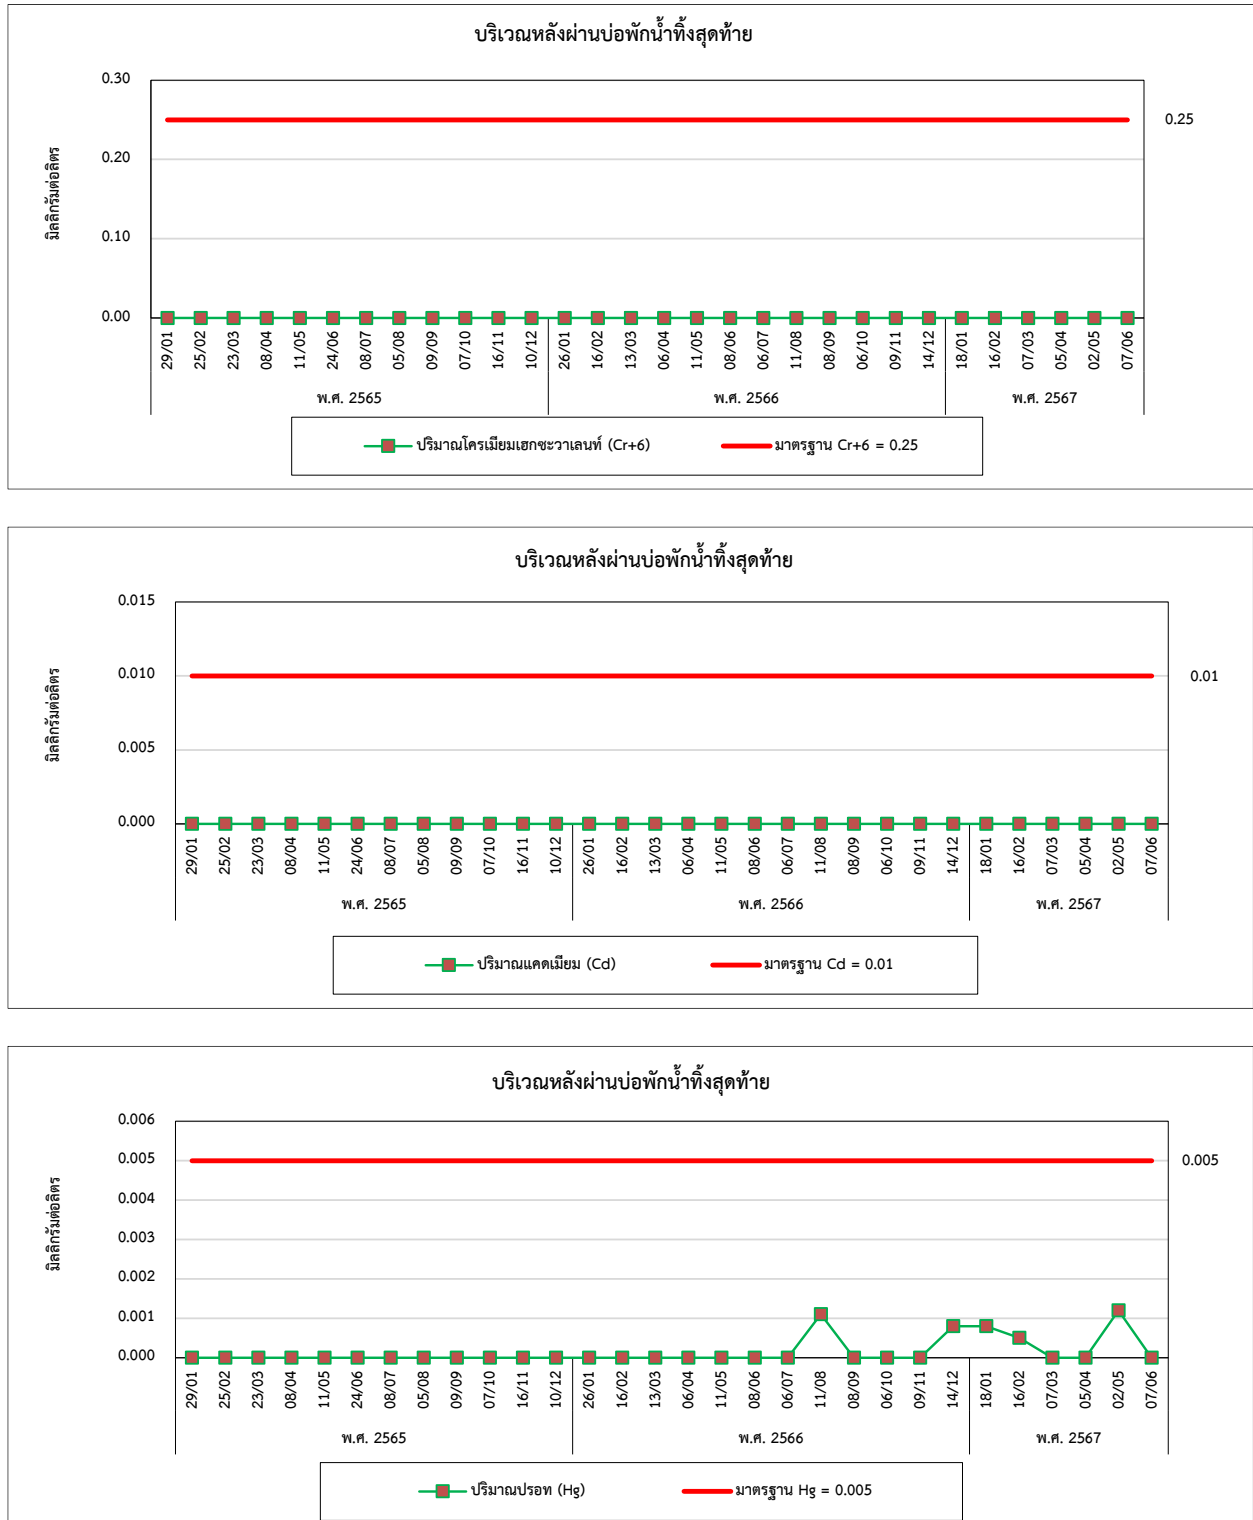 บริเวณหลังผ่านบ่อพักน้ำทิ้งสุดท้าย
มิลลิกรัมต่อลิตร
0.30
0.20
0.10
0.00
0.25
29/01 25/02 23/03 08/04 11/05 24/06 08/07 05/08 09/09 07/10 16/11 10/12 26/01 16/02 13/03 06/04 11/05 08/06 06/07 11/08 08/09 06/10 09/11 14/12 18/01 16/02 07/03 05/04 02/05 07/06
พ.ศ. 2565 พ.ศ. 2566 พ.ศ. 2567
ปริมาณโครเมียมเฮกซะวาเลนท์ (Cr+6) มาตรฐาน Cr+6 = 0.25
บริเวณหลังผ่านบ่อพักน้ำทิ้งสุดท้าย
มิลลิกรัมต่อลิตร
0.015
0.010
0.005
0.000
0.01
29/01 25/02 23/03 08/04 11/05 24/06 08/07 05/08 09/09 07/10 16/11 10/12 26/01 16/02 13/03 06/04 11/05 08/06 06/07 11/08 08/09 06/10 09/11 14/12 18/01 16/02 07/03 05/04 02/05 07/06
พ.ศ. 2565 พ.ศ. 2566 พ.ศ. 2567
ปริมาณแคดเมียม (Cd) มาตรฐาน Cd = 0.01
บริเวณหลังผ่านบ่อพักน้ำทิ้งสุดท้าย
มิลลิกรัมต่อลิตร
0.006
0.005
0.004
0.003
0.002
0.001
0.000
0.005
29/01 25/02 23/03 08/04 11/05 24/06 08/07 05/08 09/09 07/10 16/11 10/12 26/01 16/02 13/03 06/04 11/05 08/06 06/07 11/08 08/09 06/10 09/11 14/12 18/01 16/02 07/03 05/04 02/05 07/06
พ.ศ. 2565 พ.ศ. 2566 พ.ศ. 2567
ปริมาณปรอท (Hg) มาตรฐาน Hg = 0.005